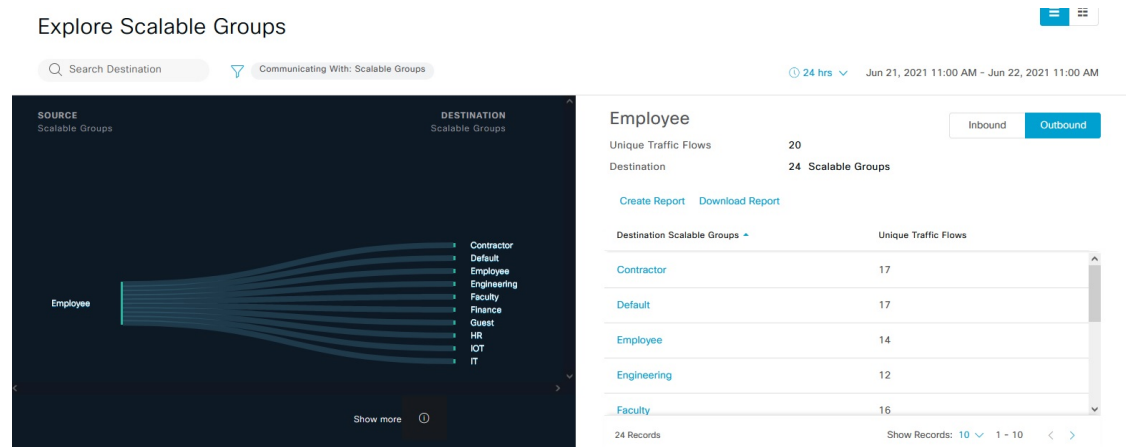 Explore Scalable Groups
Search Destination
Communicating With: Scalable Groups
24 hrs
Jun 21, 2021 11:00 AM - Jun 22, 2021 11:00 AM
SOURCE
Scalable Groups
DESTINATION
Scalable Groups
Employee
Contractor
Default
Employee
Engineering
Faculty
Finance
Guest
HR
IOT
IT
Show more
Employee
Inbound
Outbound
Unique Traffic Flows 20
Destination 24 Scalable Groups
Create Report Download Report
Destination Scalable Groups Unique Traffic Flows
Contractor 17
Default 17
Employee 14
Engineering 12
Faculty 16
24 Records Show Records: 10 1 - 10